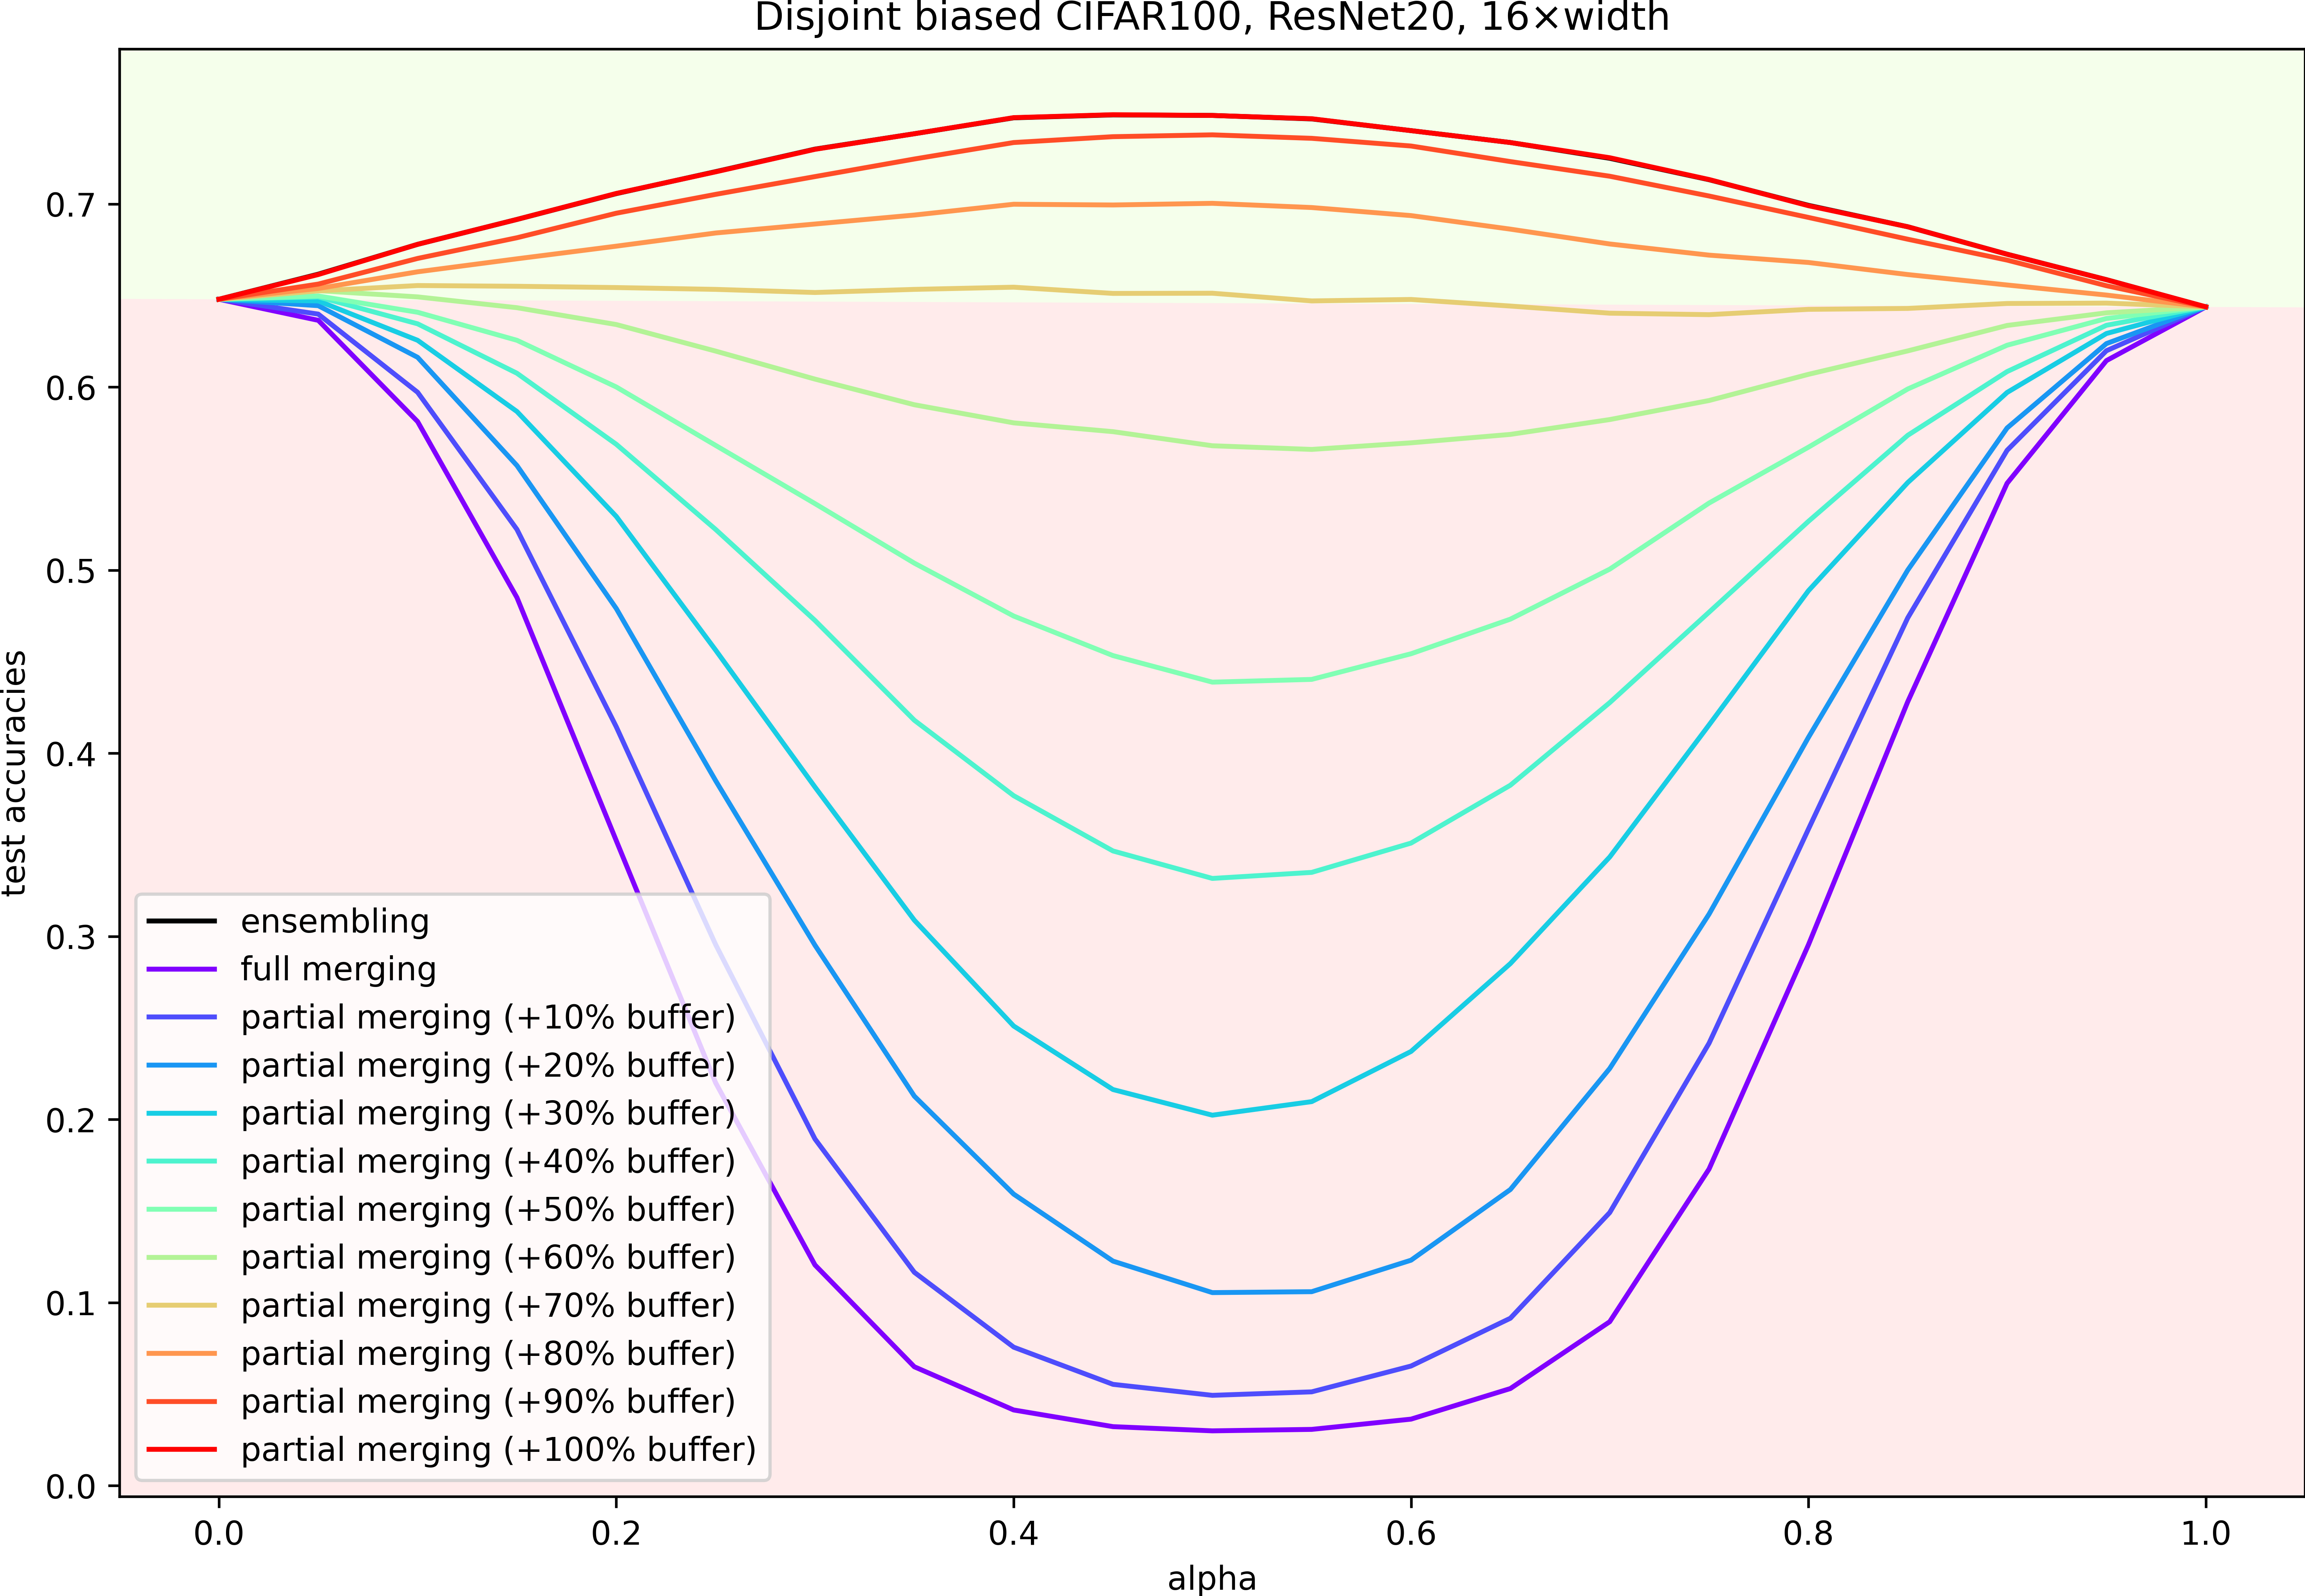 Disjoint biased CIFAR100, ResNet20, 16×width
test accuracies
0.7
0.6
0.5
0.4
0.3
0.2
0.1
0.0
ensembling
full merging
partial merging (+10% buffer)
partial merging (+20% buffer)
partial merging (+30% buffer)
partial merging (+40% buffer)
partial merging (+50% buffer)
partial merging (+60% buffer)
partial merging (+70% buffer)
partial merging (+80% buffer)
partial merging (+90% buffer)
partial merging (+100% buffer)
0.0 0.2 0.4 0.6 0.8 1.0
alpha